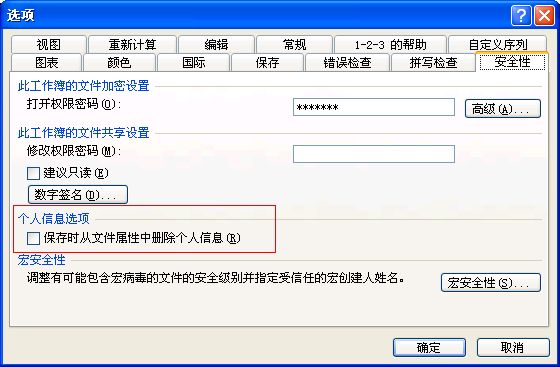 选项
视图 重新计算 编辑 常规 1-2-3 的帮助 自定义序列
图表 颜色 国际 保存 错误检查 拼写检查 安全性
此工作簿的文件加密设置
打开权限密码(O): ******* 高级(A)...
此工作簿的文件共享设置
修改权限密码(M):
建议只读(E)
数字签名(D)...
个人信息选项
保存时从文件属性中删除个人信息(R)
宏安全性
调整有可能包含宏病毒的文件的安全级别并指定受信任的宏创建人姓名。 宏安全性(S)...
确定 取消